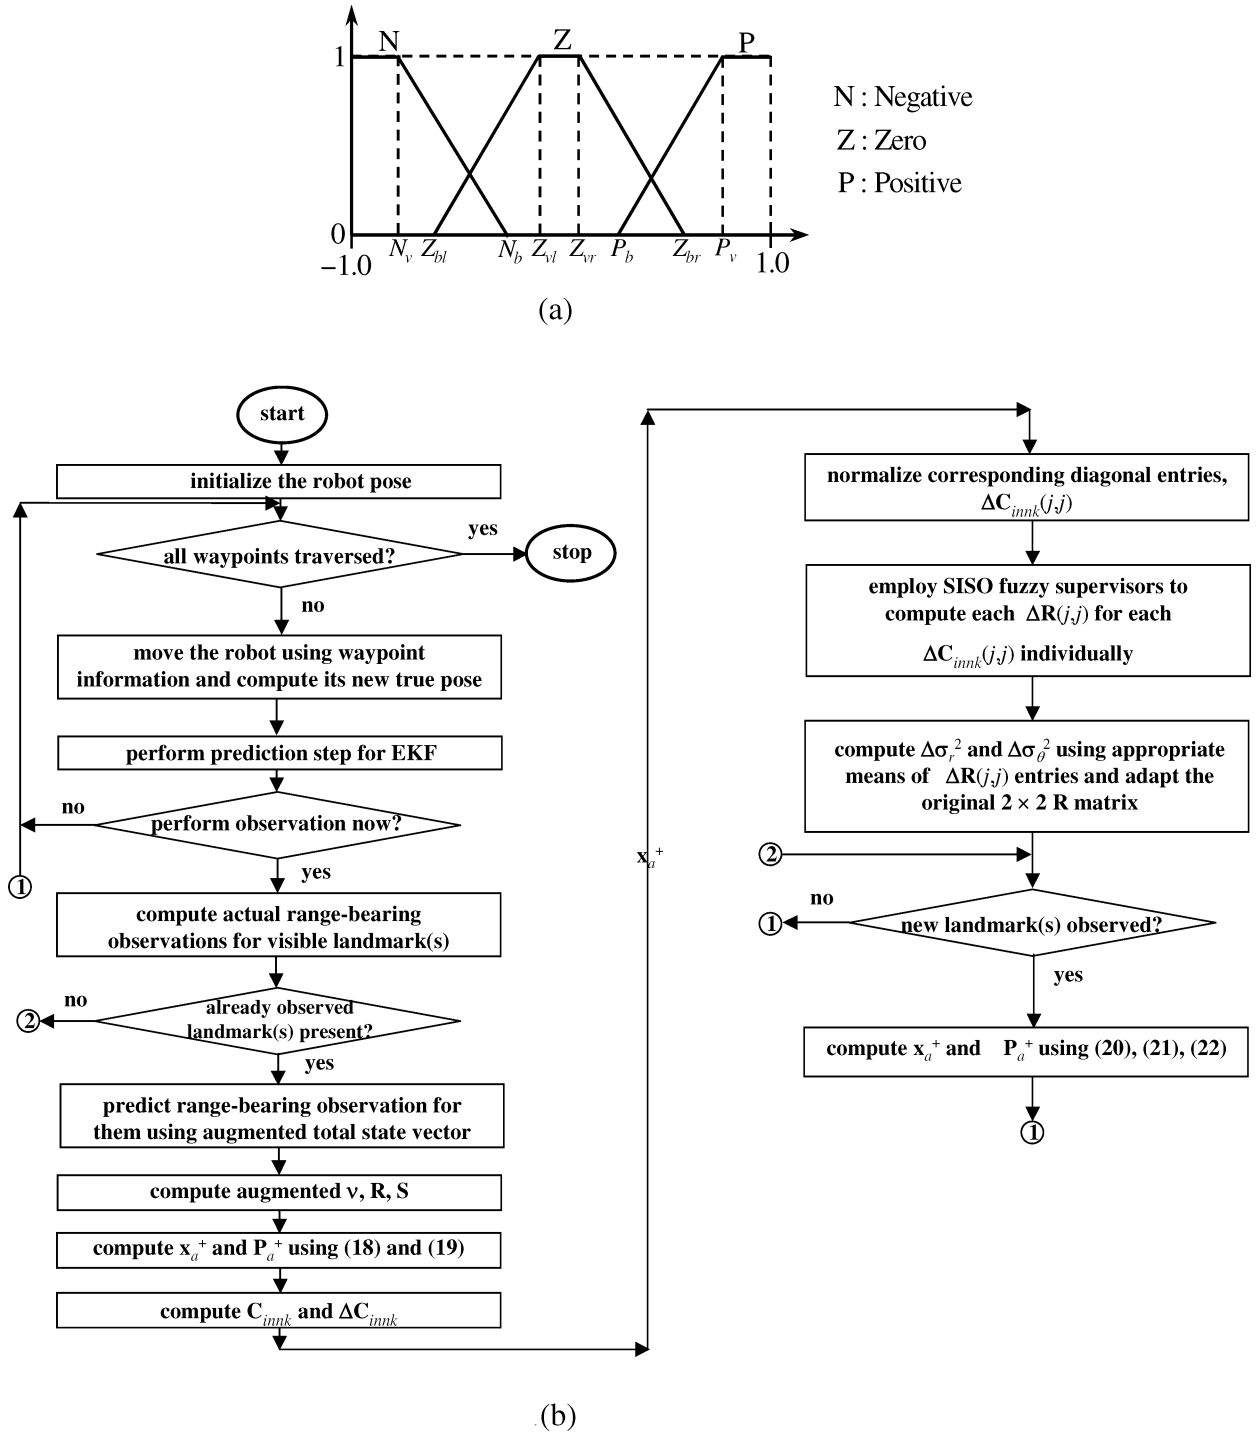 N
Z
P
1
0
N_v
Z_bl
N_b
Z_vl
Z_vr
P_b
Z_br
P_v
−1.0
1.0
N : Negative
Z : Zero
P : Positive
(a)
start
initialize the robot pose
all waypoints traversed?
yes
stop
no
move the robot using waypoint
information and compute its new true pose
perform prediction step for EKF
no
perform observation now?
1
yes
compute actual range-bearing
observations for visible landmark(s)
no
2
already observed
landmark(s) present?
yes
predict range-bearing observation for
them using augmented total state vector
compute augmented ν, R, S
compute x_a^+ and P_a^+ using (18) and (19)
compute C_innk and ΔC_innk
x_a^+
normalize corresponding diagonal entries,
ΔC_innk(j,j)
employ SISO fuzzy supervisors to
compute each ΔR(j,j) for each
ΔC_innk(j,j) individually
compute Δσ_r^2 and Δσ_θ^2 using appropriate
means of ΔR(j,j) entries and adapt the
original 2 × 2 R matrix
2
no
1
new landmark(s) observed?
yes
compute x_a^+ and P_a^+ using (20), (21), (22)
1
(b)